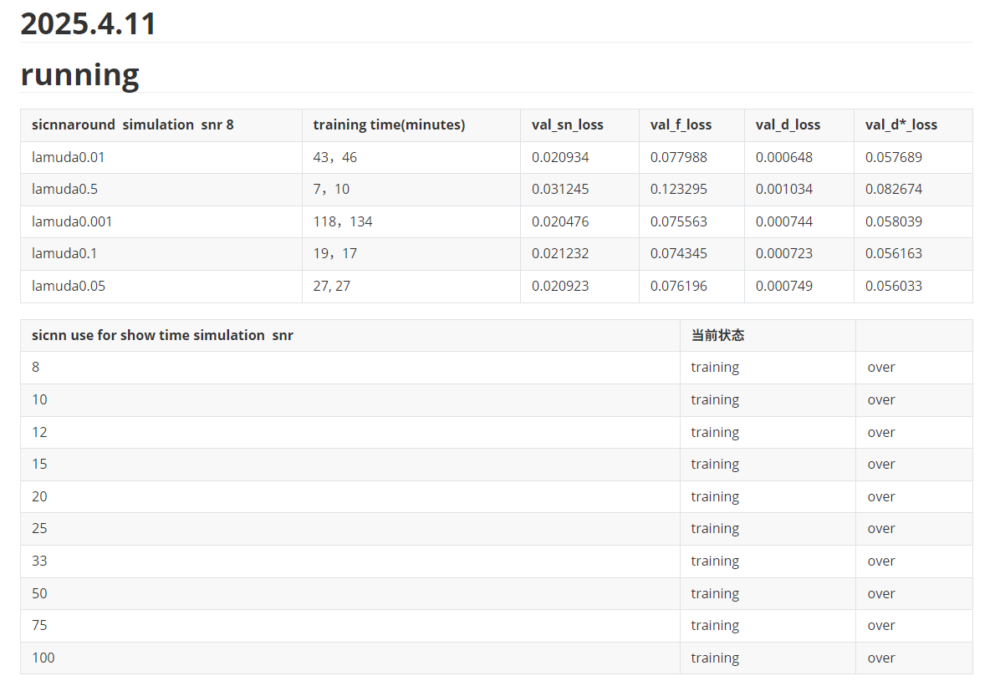 2025.4.11
running
sicnnaround simulation snr 8 training time(minutes) val_sn_loss val_f_loss val_d_loss val_d*_loss
lamuda0.01 43，46 0.020934 0.077988 0.000648 0.057689
lamuda0.5 7，10 0.031245 0.123295 0.001034 0.082674
lamuda0.001 118，134 0.020476 0.075563 0.000744 0.058039
lamuda0.1 19，17 0.021232 0.074345 0.000723 0.056163
lamuda0.05 27, 27 0.020923 0.076196 0.000749 0.056033
sicnn use for show time simulation snr 当前状态
8 training over
10 training over
12 training over
15 training over
20 training over
25 training over
33 training over
50 training over
75 training over
100 training over